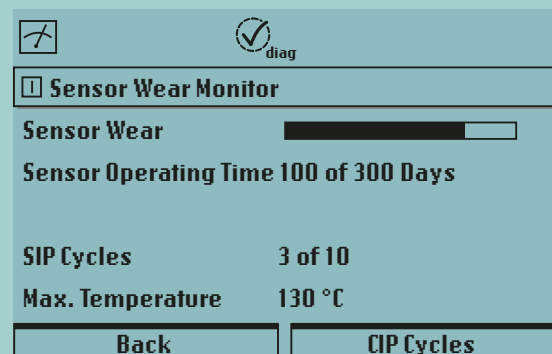 diag
I Sensor Wear Monitor
Sensor Wear
Sensor Operating Time 100 of 300 Days
SIP Cycles 3 of 10
Max. Temperature 130 °C
Back CIP Cycles